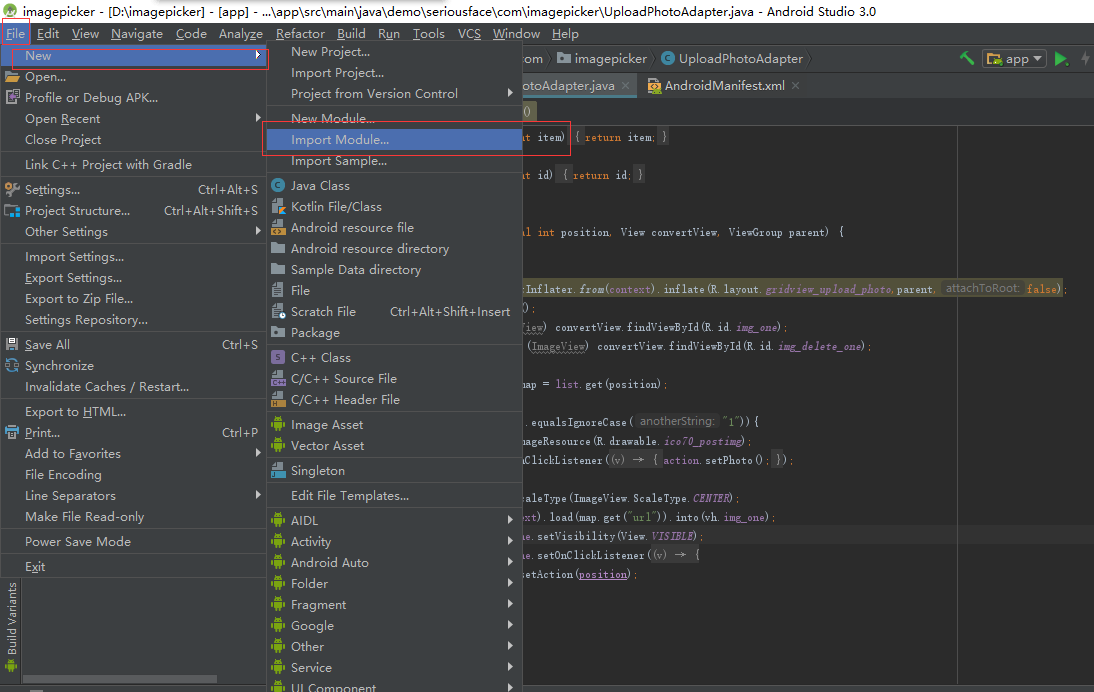 imagepicker - [D:\imagepicker] - [app] - ...\app\src\main\java\demo\seriousface\com\imagepicker\UploadPhotoAdapter.java - Android Studio 3.0
File Edit View Navigate Code Analyze Refactor Build Run Tools VCS Window Help
om imagepicker UploadPhotoAdapter app
otoAdapter.java AndroidManifest.xml
New
Open...
Profile or Debug APK...
Open Recent
Close Project
Link C++ Project with Gradle
Settings... Ctrl+Alt+S
Project Structure... Ctrl+Alt+Shift+S
Other Settings
Import Settings...
Export Settings...
Export to Zip File...
Settings Repository...
Save All Ctrl+S
Synchronize
Invalidate Caches / Restart...
Export to HTML...
Print... Ctrl+P
Add to Favorites
File Encoding
Line Separators
Make File Read-only
Power Save Mode
Exit
Build Variants
New Project...
Import Project...
Project from Version Control
New Module...
Import Module...
Import Sample...
Java Class
Kotlin File/Class
Android resource file
Android resource directory
Sample Data directory
File
Scratch File Ctrl+Alt+Shift+Insert
Package
C++ Class
C/C++ Source File
C/C++ Header File
Image Asset
Vector Asset
Singleton
Edit File Templates...
AIDL
Activity
Android Auto
Folder
Fragment
Google
Other
Service
UI Component
()
nt item) { return item; }
nt id) { return id; }
al int position, View convertView, ViewGroup parent) {
tInflater.from(context).inflate(R.layout.gridview_upload_photo,parent, attachToRoot: false);
();
View) convertView.findViewById(R.id.img_one);
(ImageView) convertView.findViewById(R.id.img_delete_one);
map = list.get(position);
.equalsIgnoreCase( anotherString: "1")){
mageResource(R.drawable.ico70_postimg);
nClickListener((v) → { action.setPhoto(); });
caleType(ImageView.ScaleType.CENTER);
ext).load(map.get("url")).into(vh.img_one);
ne.setVisibility(View.VISIBLE);
ne.setOnClickListener((v) → {
setAction(position);